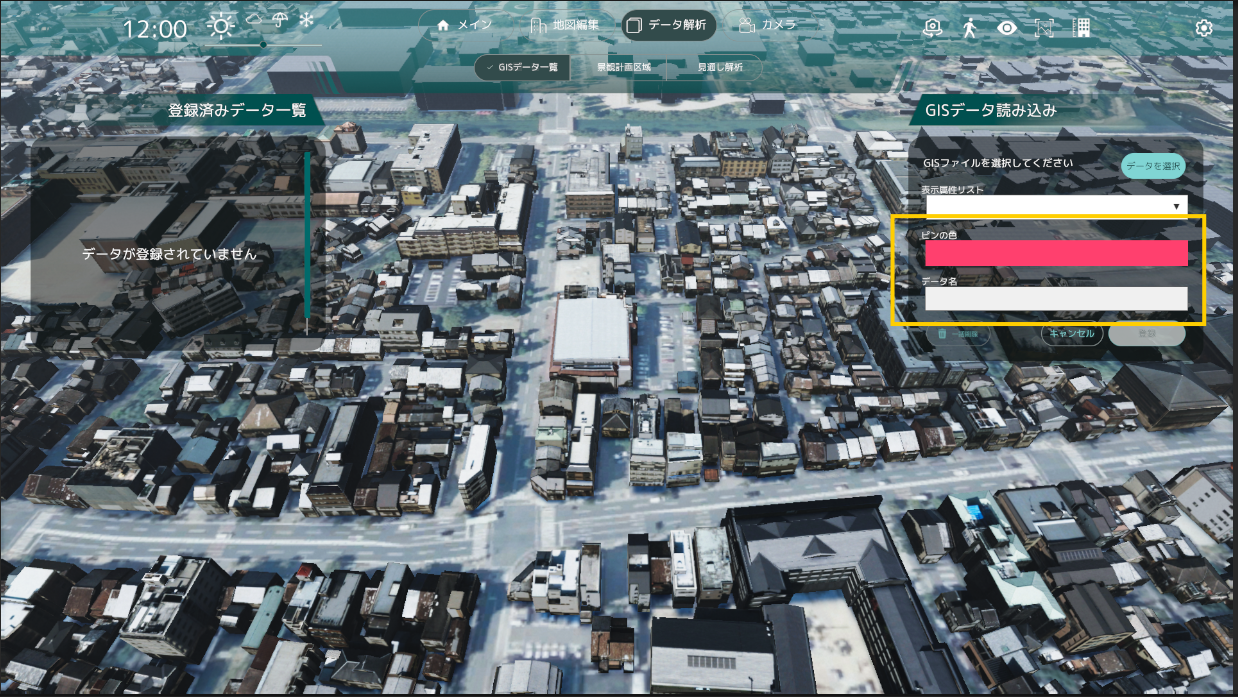 12:00
メイン
地図編集
データ解析
カメラ
GISデータ一覧
景観計画区域
見通し解析
登録済みデータ一覧
データが登録されていません
GISデータ読み込み
GISファイルを選択してください
データを選択
表示属性リスト
ピンの色
データ名
キャンセル
登録